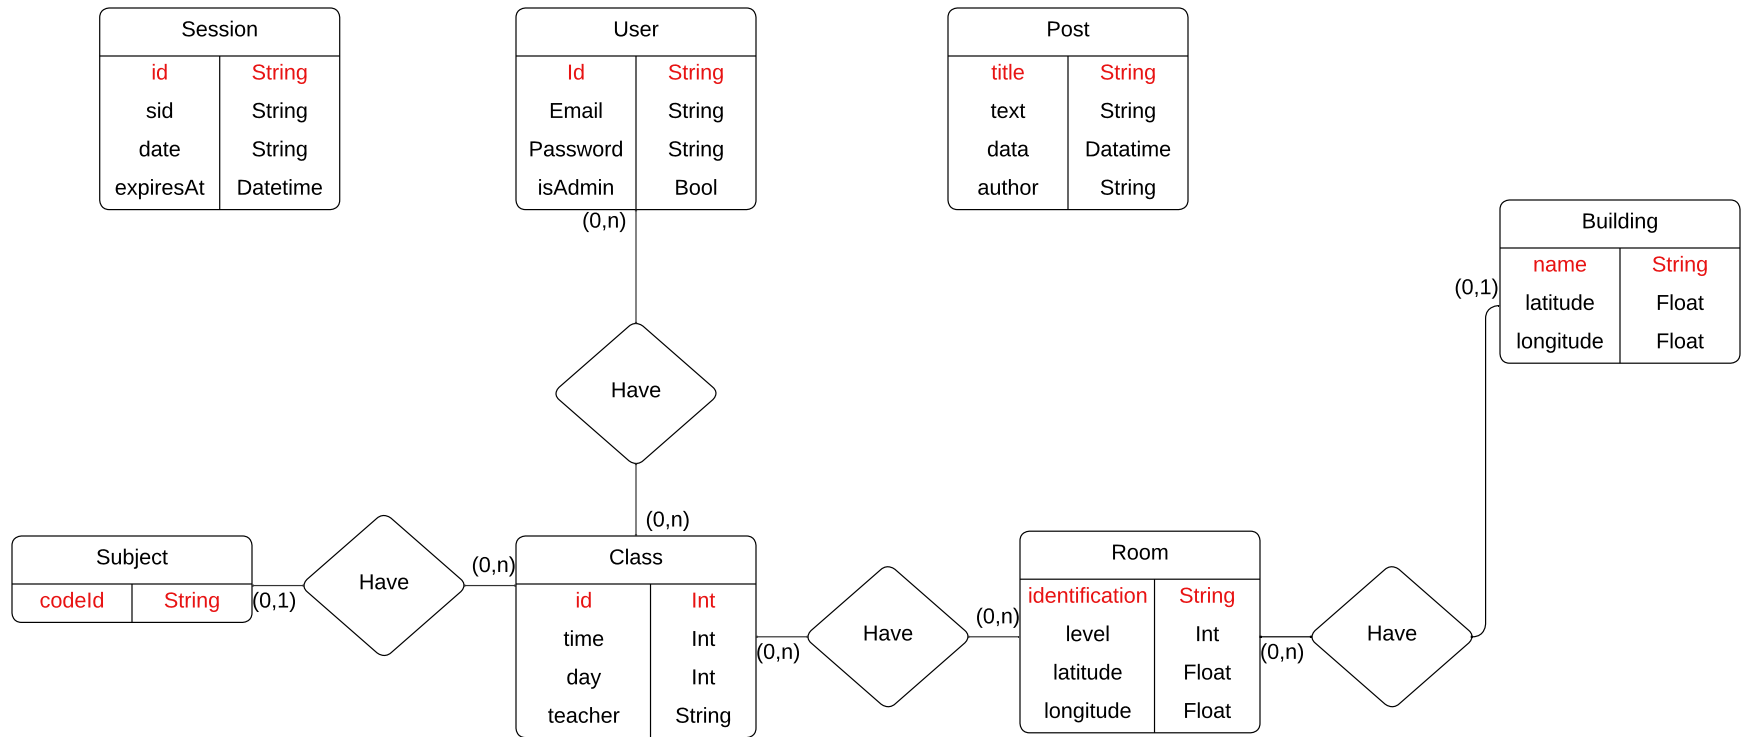 Session
id String
sid String
date String
expiresAt Datetime
User
Id String
Email String
Password String
isAdmin Bool
(0,n)
Post
title String
text String
data Datatime
author String
Building
name String
latitude Float
longitude Float
(0,1)
Have
(0,n)
Subject
codeId String
(0,1)
Have
(0,n)
Class
id Int
time Int
day Int
teacher String
(0,n)
Have
(0,n)
Room
identification String
level Int
latitude Float
longitude Float
(0,n)
Have